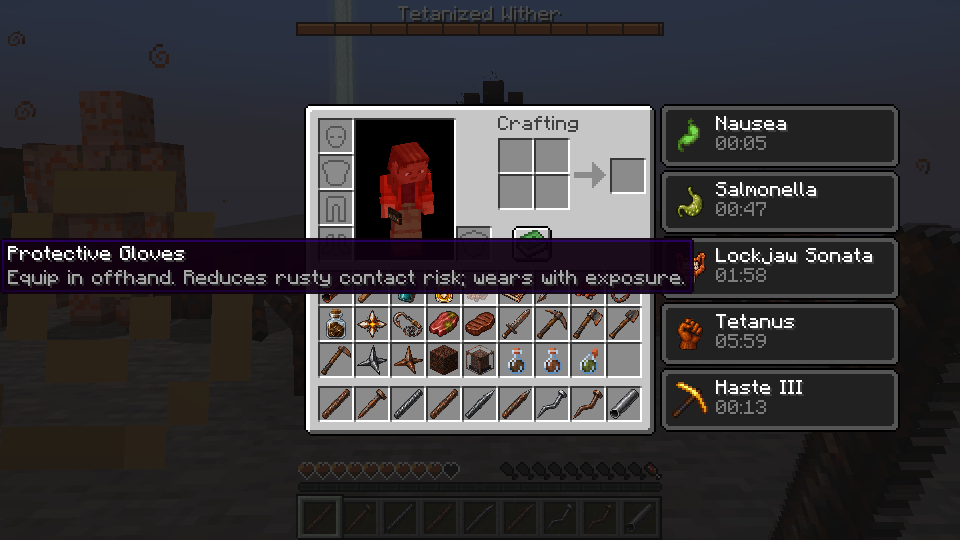 Tetanized Wither
Crafting
Nausea
00:05
Salmonella
00:47
Protective Gloves
Equip in offhand. Reduces rusty contact risk; wears with exposure.
Lockjaw Sonata
01:58
Tetanus
05:59
Haste III
00:13